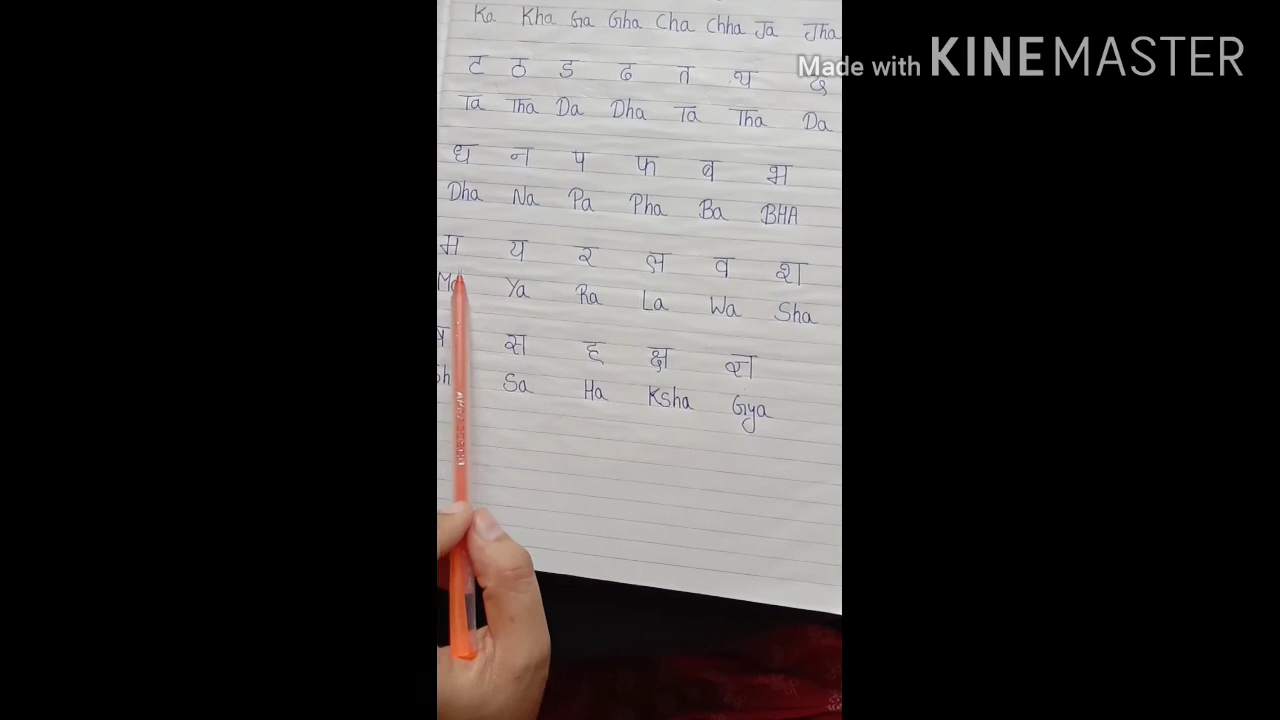 Ka Kha Ga Gha Cha Chha Ja Jha
Made with KINEMASTER
ट ठ ड ढ त थ द
Ta Tha Da Dha Ta Tha Da
ध न प फ ब भ
Dha Na Pa Pha Ba BHA
म य र ल व श
Ma Ya Ra La Wa Sha
ष स ह क्ष ज्ञ
Sa Ha Ksha Gya